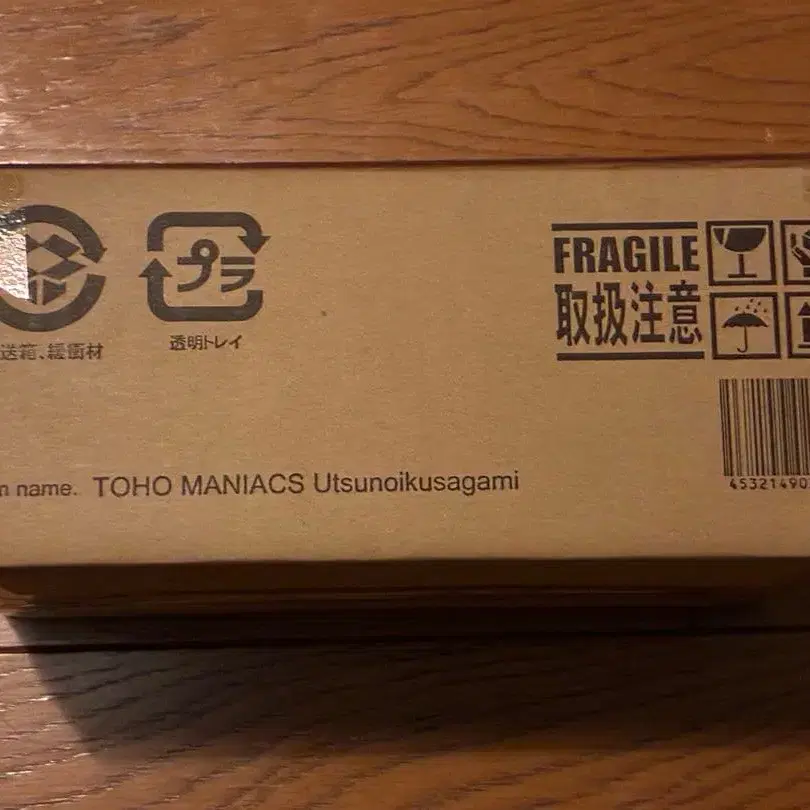 プラ
送箱、緩衝材
透明トレイ
FRAGILE
取扱注意
m name. TOHO MANIACS Utsunoikusagami
45321490